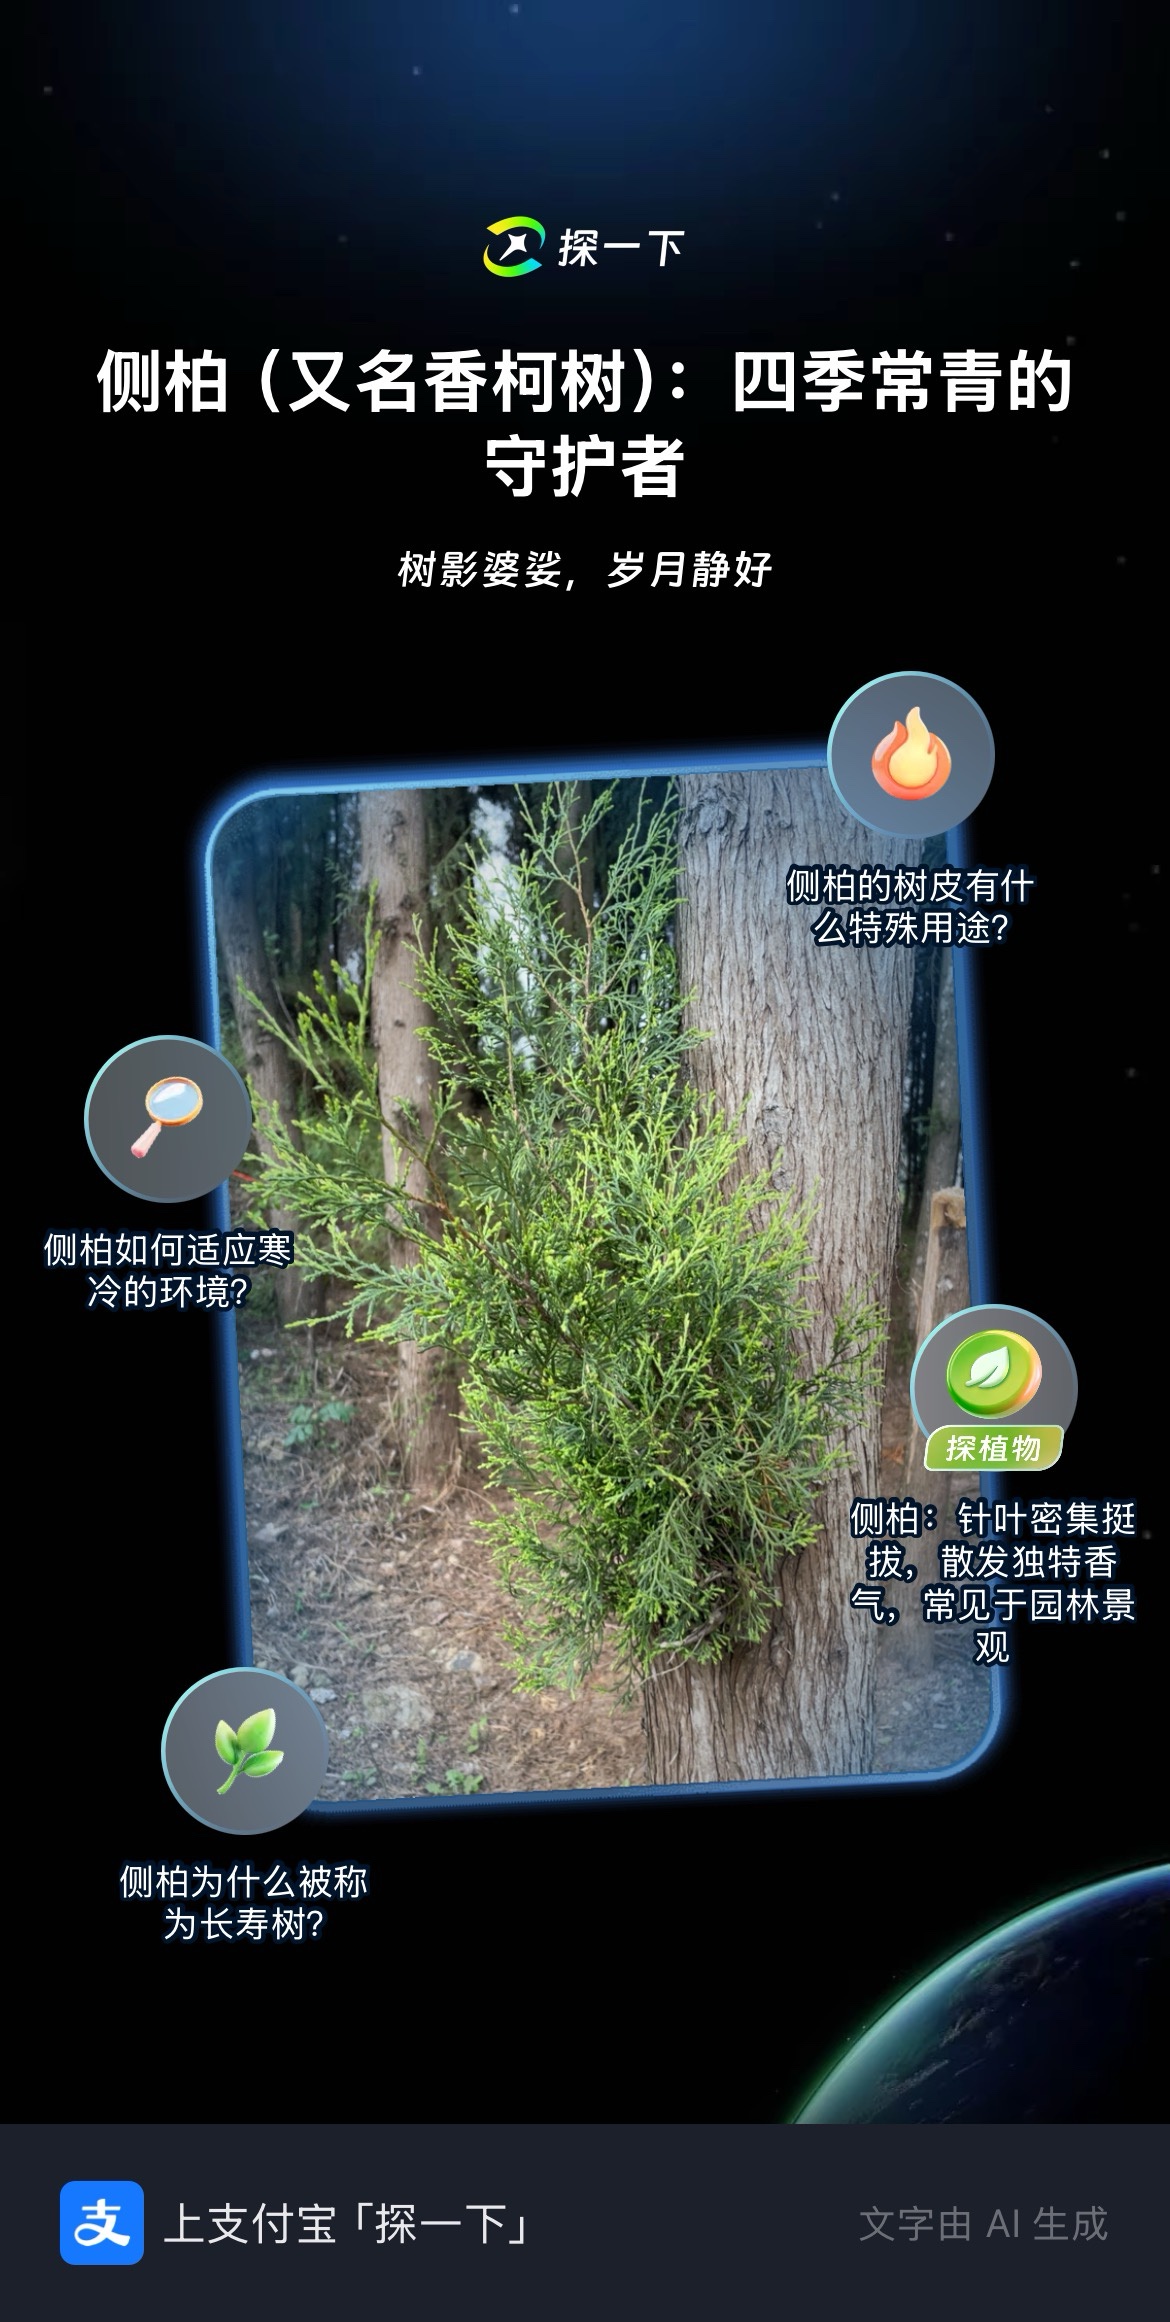 探一下
侧柏（又名香柯树）：四季常青的
守护者
树影婆娑，岁月静好
侧柏的树皮有什
么特殊用途？
侧柏如何适应寒
冷的环境？
探植物
侧柏：针叶密集挺
拔，散发独特香
气，常见于园林景
观
侧柏为什么被称
为长寿树？
支 上支付宝「探一下」
文字由 AI 生成